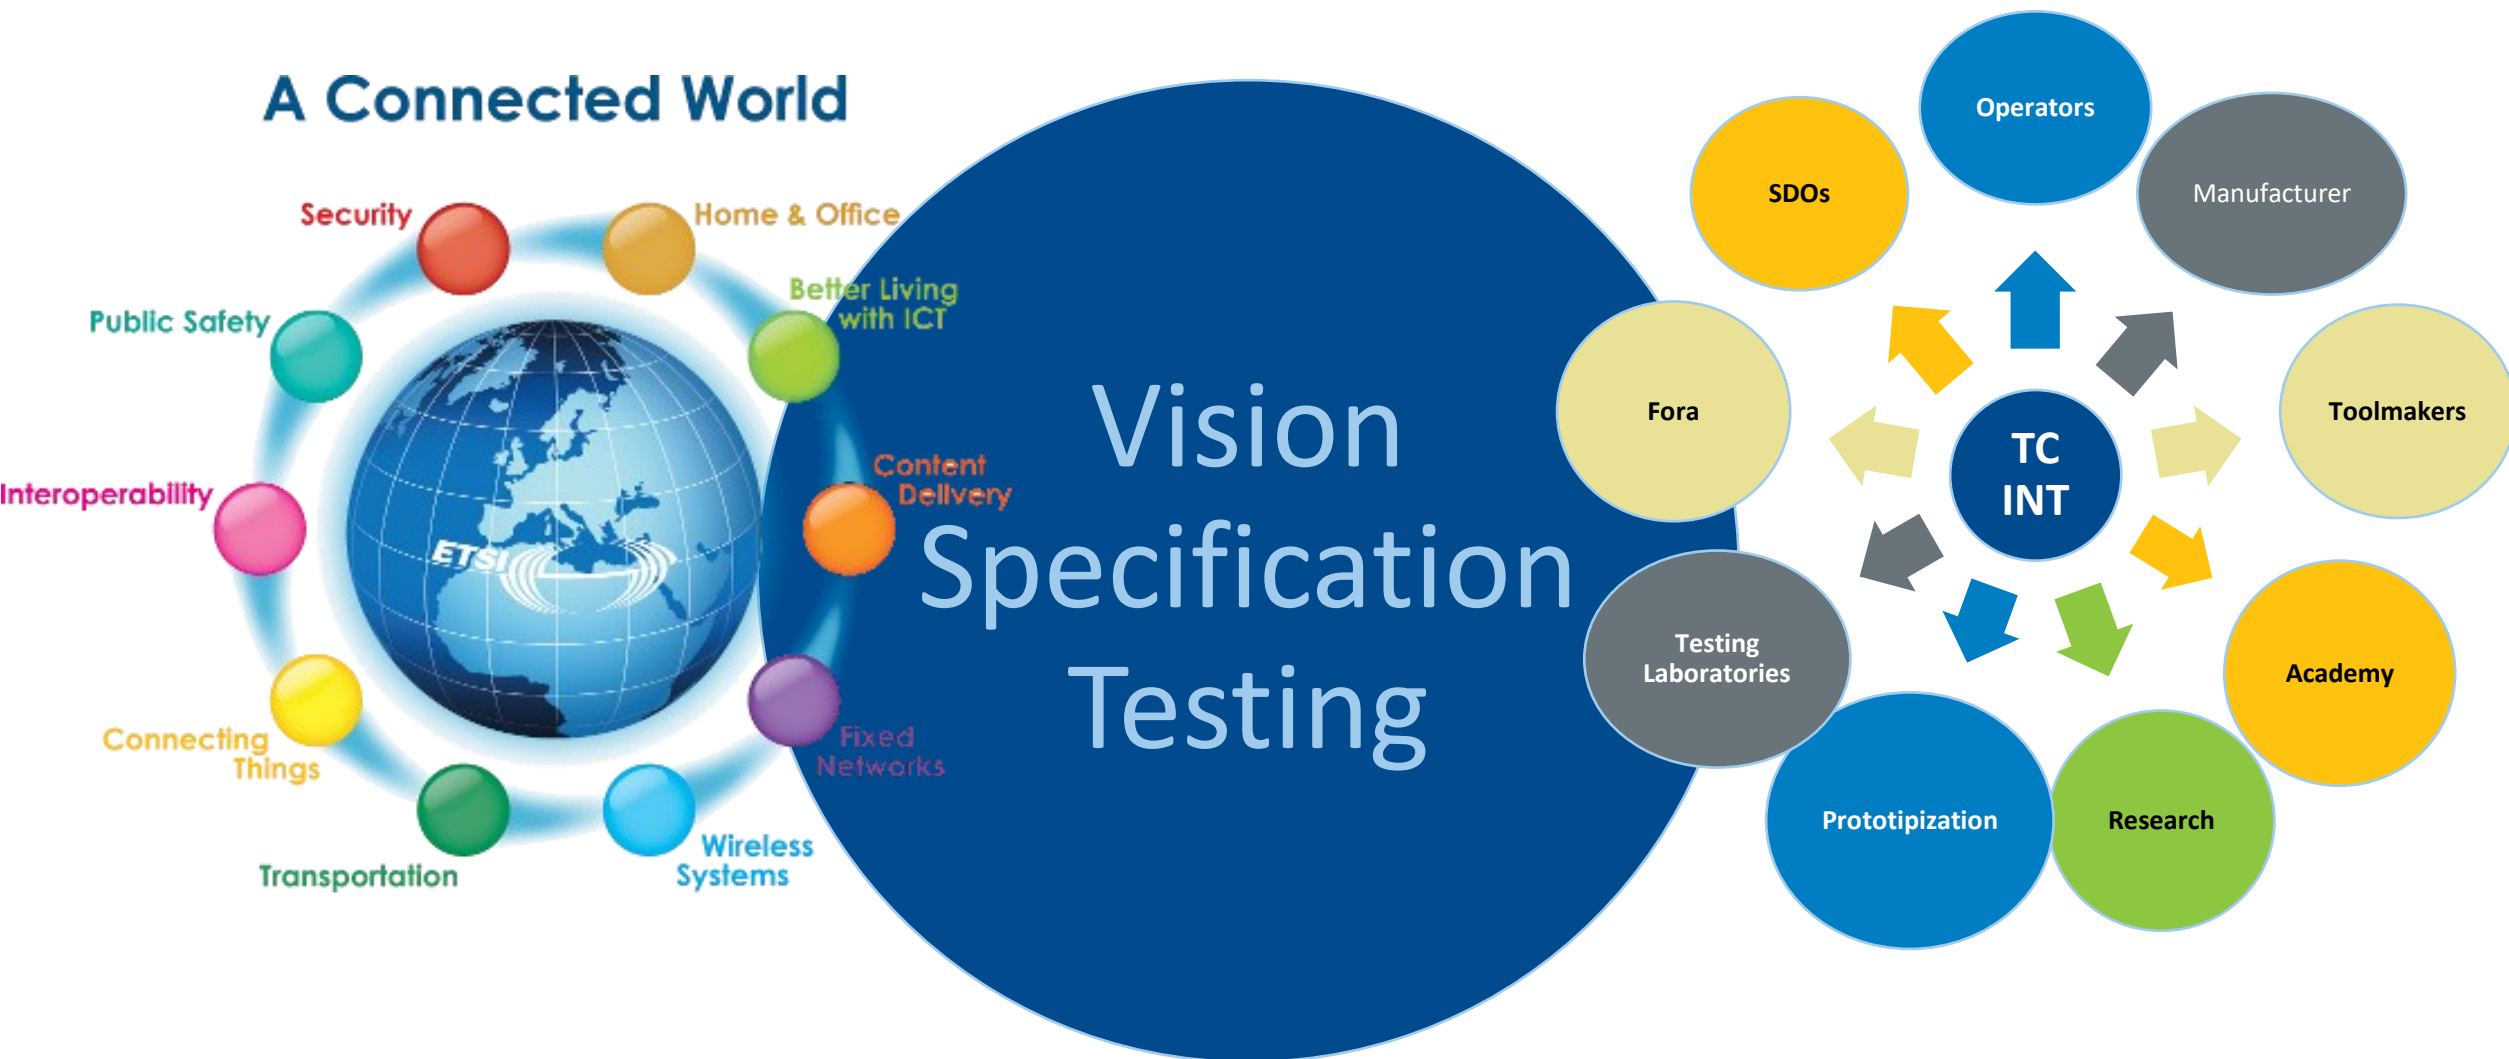 A Connected World
Security
Home & Office
Better Living
with ICT
Public Safety
Content
Delivery
Interoperability
ETSI
Fixed
Networks
Connecting
Things
Wireless
Systems
Transportation
Vision
Specification
Testing
Operators
Manufacturer
Toolmakers
Academy
Research
Prototipization
Testing
Laboratories
Fora
SDOs
TC
INT